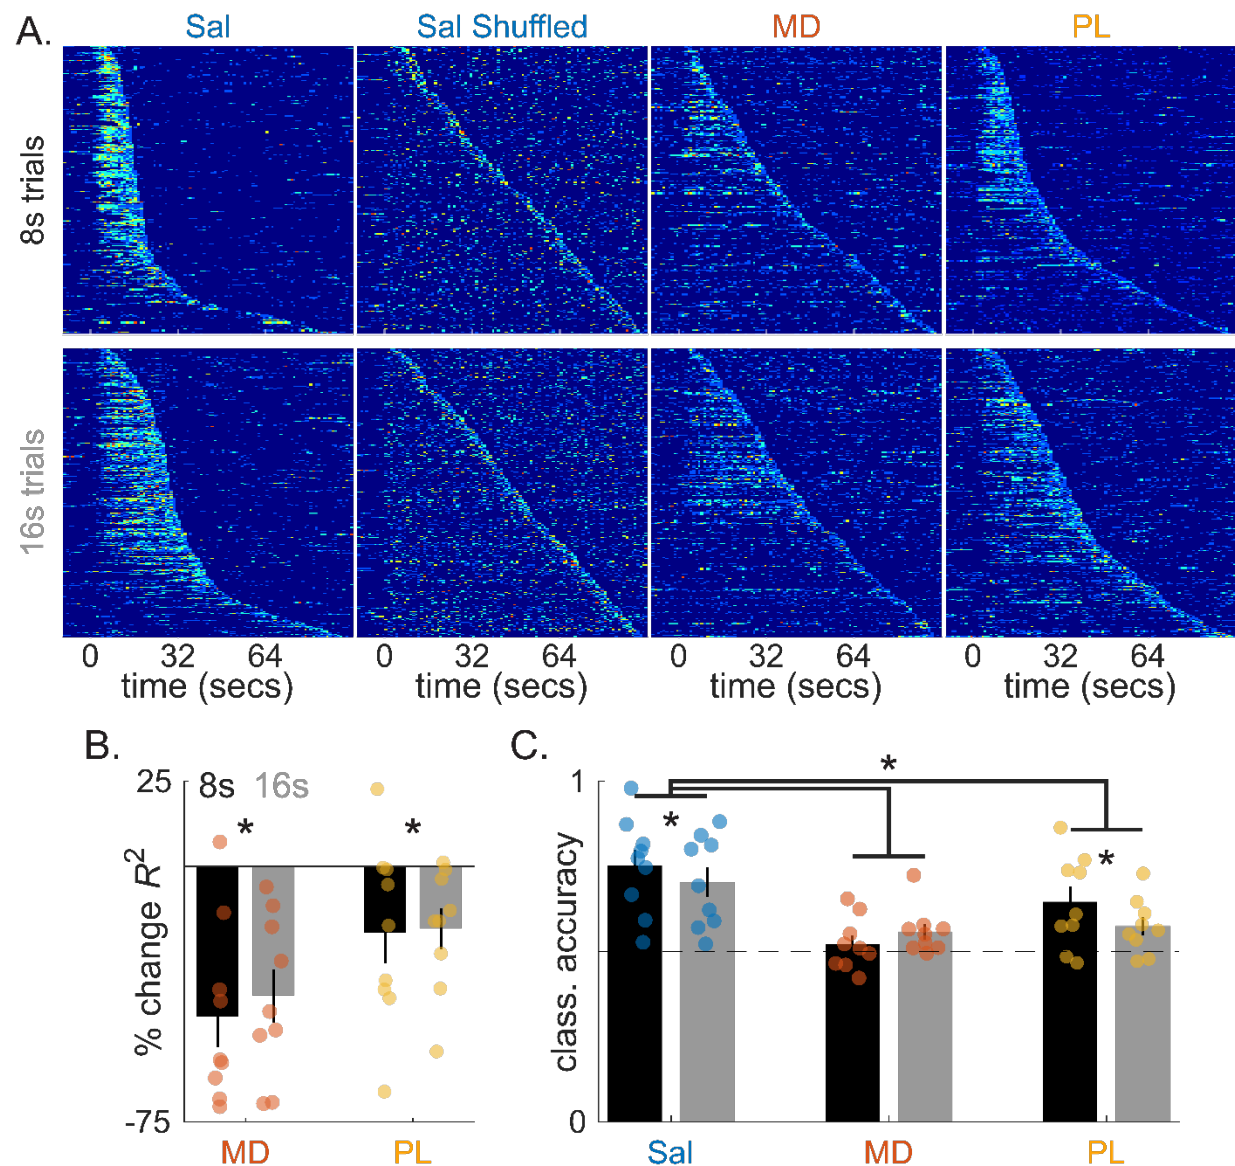 A.
Sal Sal Shuffled MD PL
8s trials
16s trials
0 32 64 0 32 64 0 32 64 0 32 64
time (secs) time (secs) time (secs) time (secs)
B.
25
8s 16s
* *
% change R²
-75
MD PL
C.
1
*
* *
class. accuracy
0
Sal MD PL